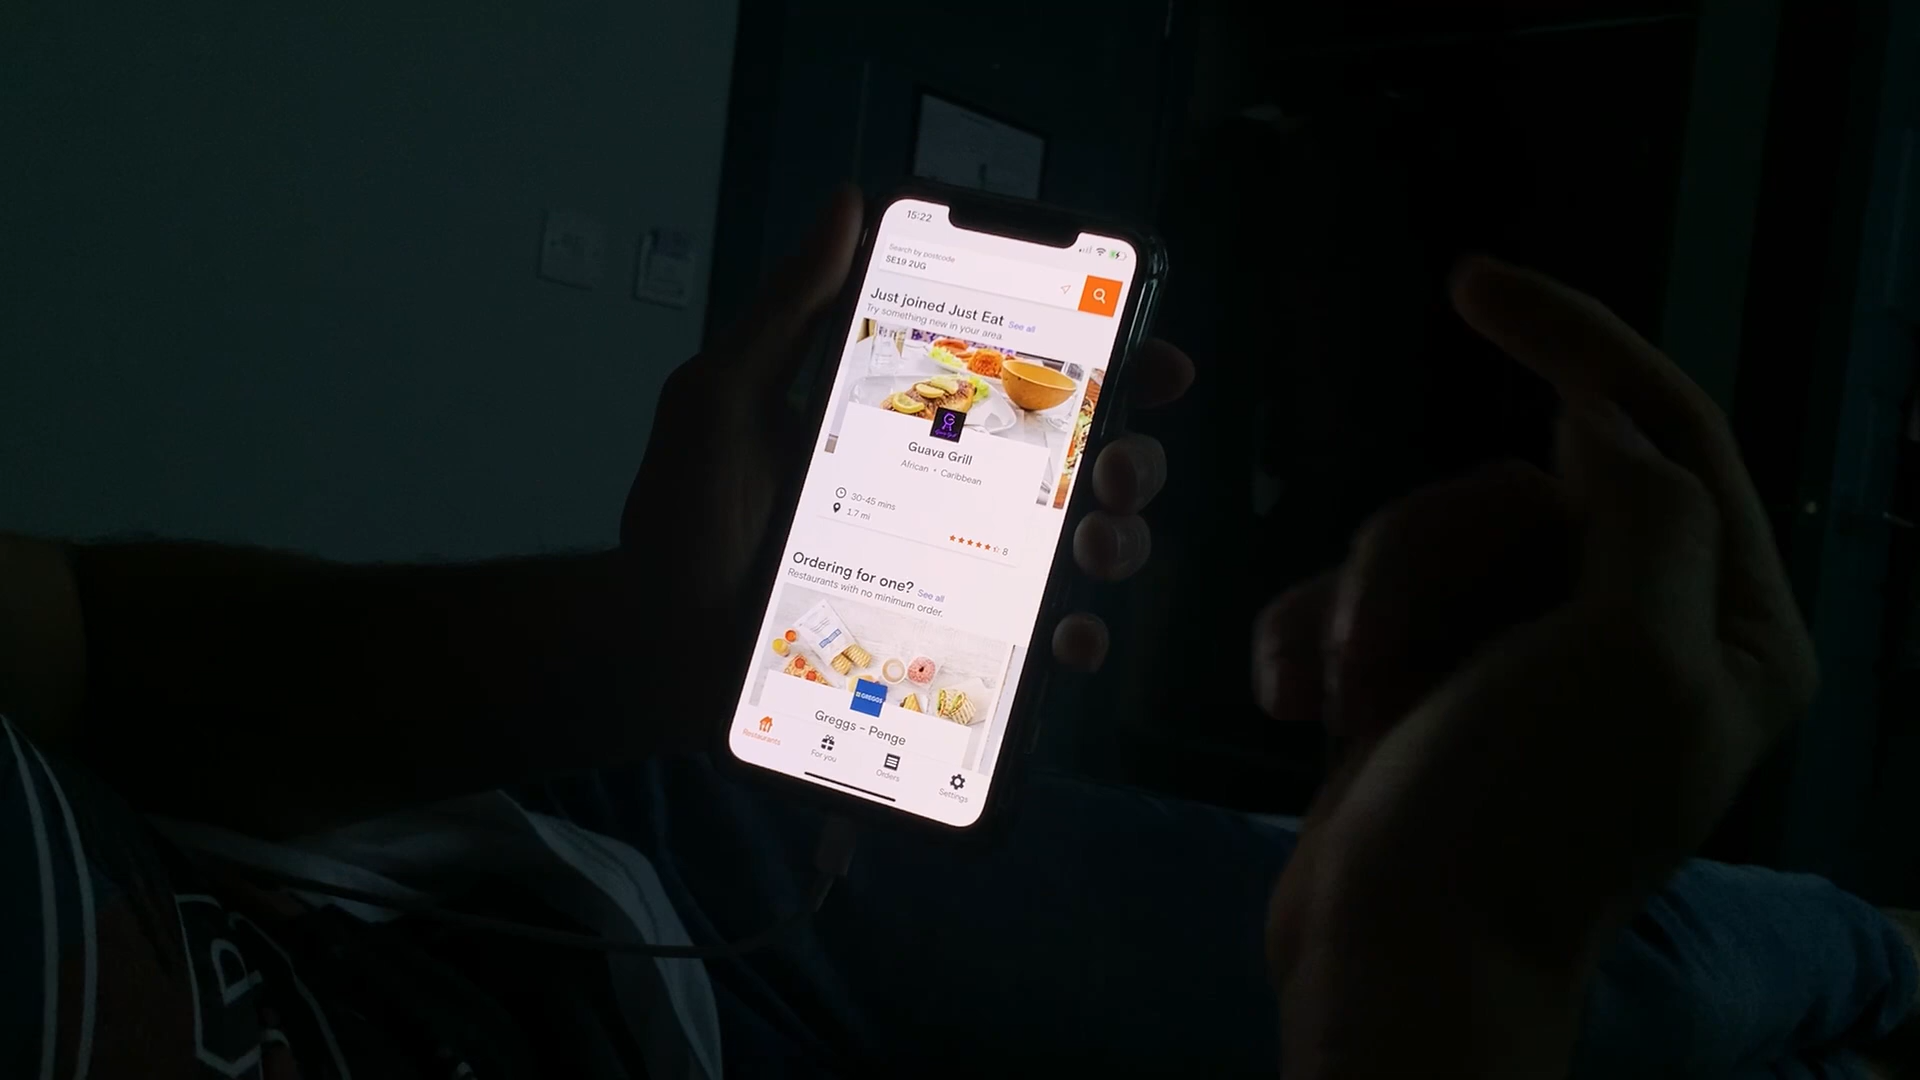 15:22
Search by postcode
SE19 2UG
Just joined Just Eat See all
Try something new in your area
Guava Grill
African • Caribbean
30-45 mins
1.7 mi
8
Ordering for one? See all
Restaurants with no minimum order.
GREGGS
Greggs - Penge
Restaurants
For you
Orders
Settings